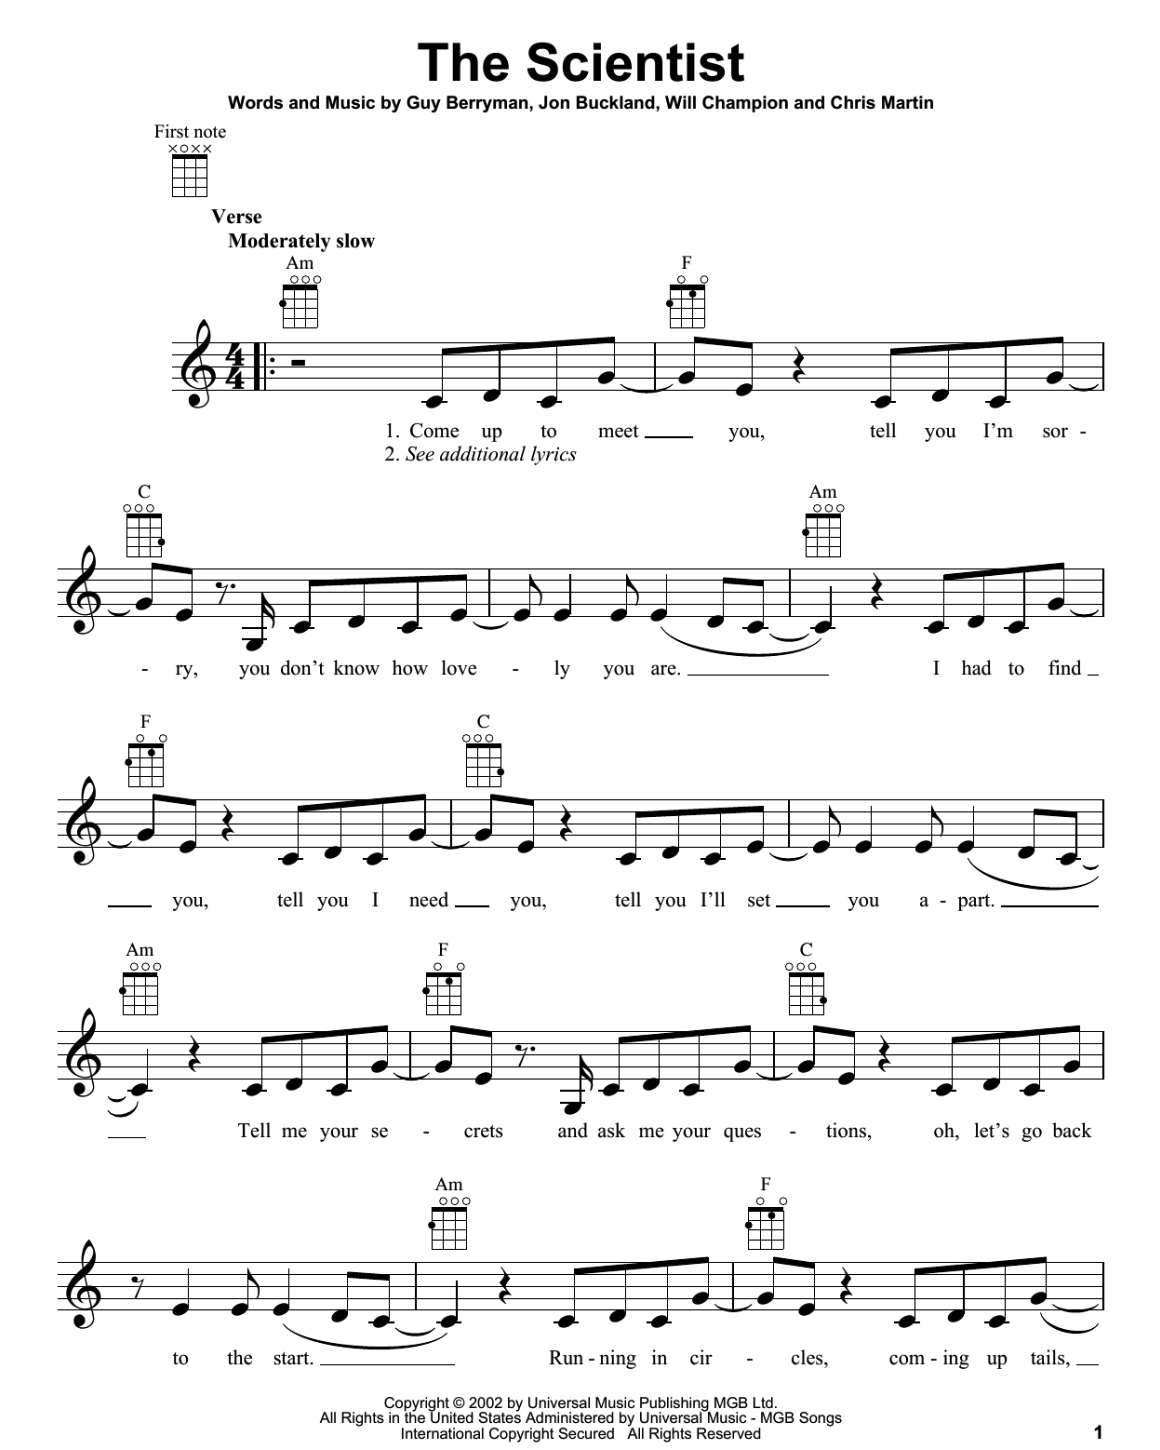 The Scientist
Words and Music by Guy Berryman, Jon Buckland, Will Champion and Chris Martin
First note
Verse
Moderately slow
Am F
4
4
1. Come up to meet you, tell you I'm sor -
2. See additional lyrics
C Am
- ry, you don't know how love - ly you are. I had to find
F C
you, tell you I need you, tell you I'll set you a - part.
Am F C
Tell me your se - crets and ask me your ques - tions, oh, let's go back
Am F
to the start. Run - ning in cir - cles, com - ing up tails,
Copyright © 2002 by Universal Music Publishing MGB Ltd.
All Rights in the United States Administered by Universal Music - MGB Songs
International Copyright Secured All Rights Reserved
1